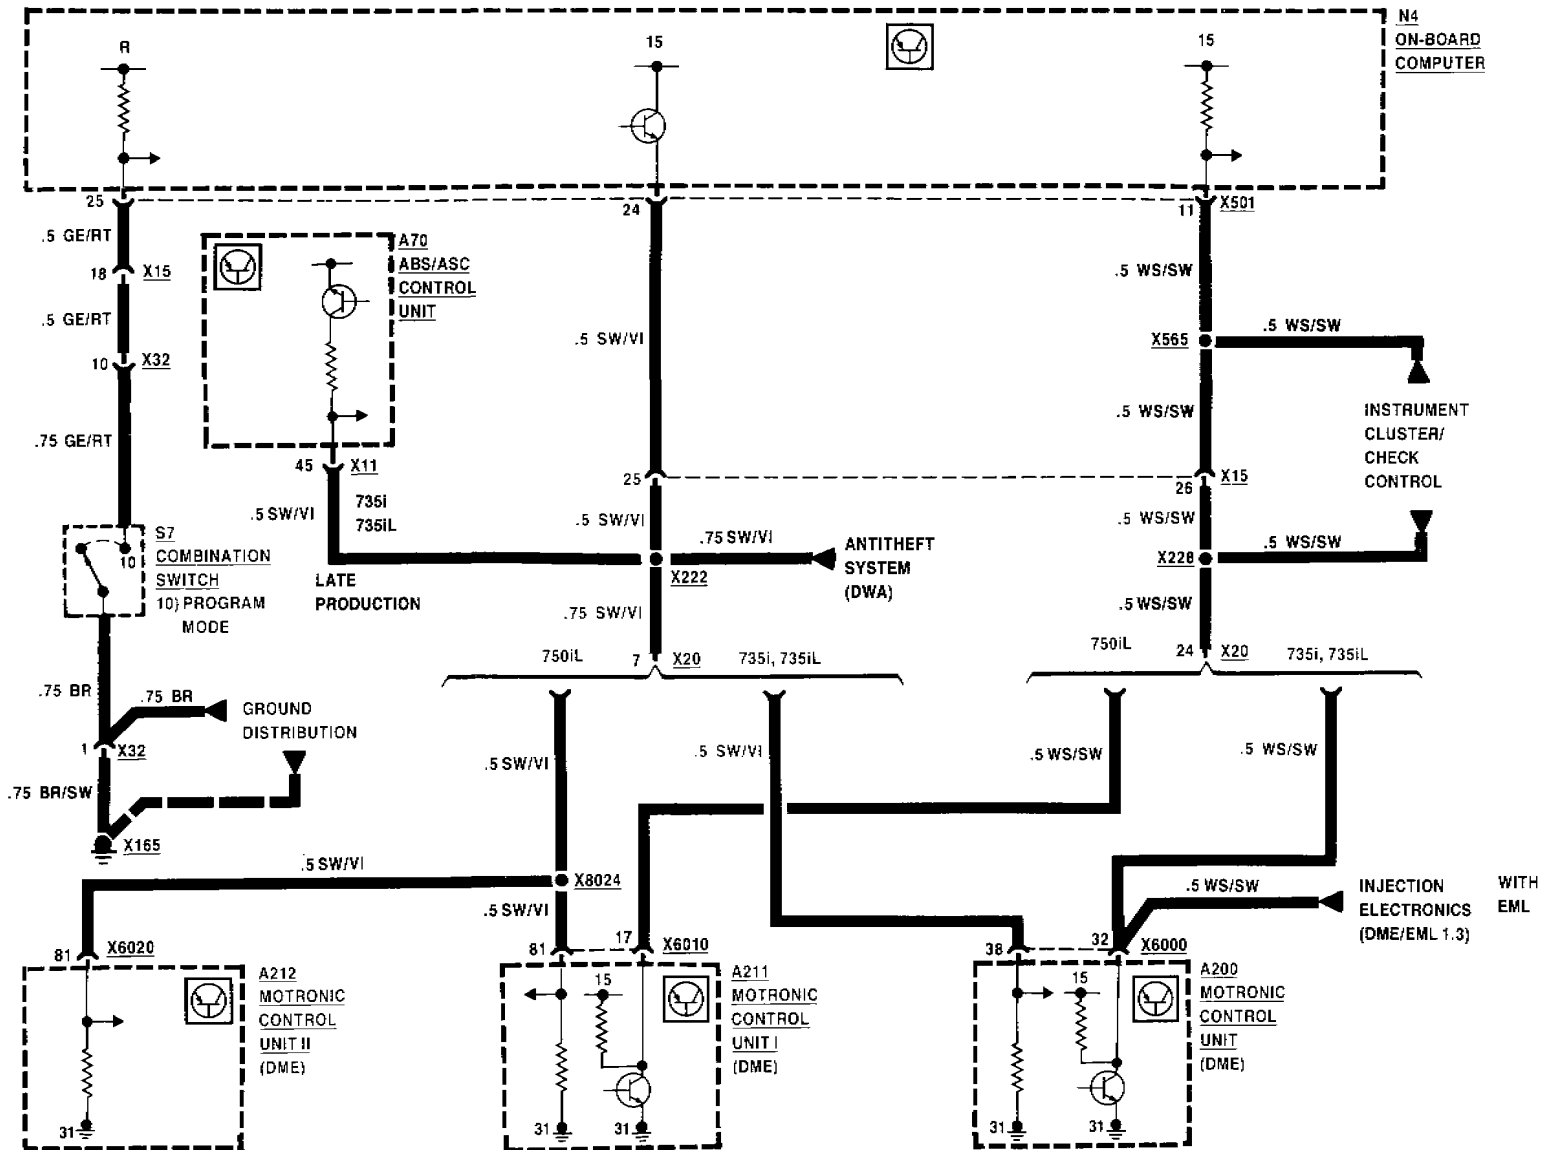 N4
ON-BOARD
COMPUTER
R
15
15
25
24
11
X501
.5 GE/RT
18
X15
.5 GE/RT
10
X32
.75 GE/RT
A70
ABS/ASC
CONTROL
UNIT
45
X11
.5 SW/VI
735i
735iL
LATE
PRODUCTION
.5 SW/VI
25
.5 SW/VI
.75 SW/VI
X222
ANTITHEFT
SYSTEM
(DWA)
.75 SW/VI
.5 WS/SW
X565
.5 WS/SW
.5 WS/SW
INSTRUMENT
CLUSTER/
CHECK
CONTROL
26
X15
.5 WS/SW
X228
.5 WS/SW
.5 WS/SW
S7
COMBINATION
SWITCH
10) PROGRAM
MODE
10
.75 BR
.75 BR
GROUND
DISTRIBUTION
1
X32
.75 BR/SW
X165
750iL
7
X20
735i, 735iL
750iL
24
X20
735i, 735iL
.5 SW/VI
.5 SW/VI
.5 WS/SW
.5 WS/SW
.5 SW/VI
X8024
.5 SW/VI
.5 WS/SW
INJECTION
ELECTRONICS
(DME/EML 1.3)
WITH
EML
81
X6020
81
17
X6010
38
32
X6000
A212
MOTRONIC
CONTROL
UNIT II
(DME)
31
15
A211
MOTRONIC
CONTROL
UNIT I
(DME)
31
31
15
A200
MOTRONIC
CONTROL
UNIT
(DME)
31
31